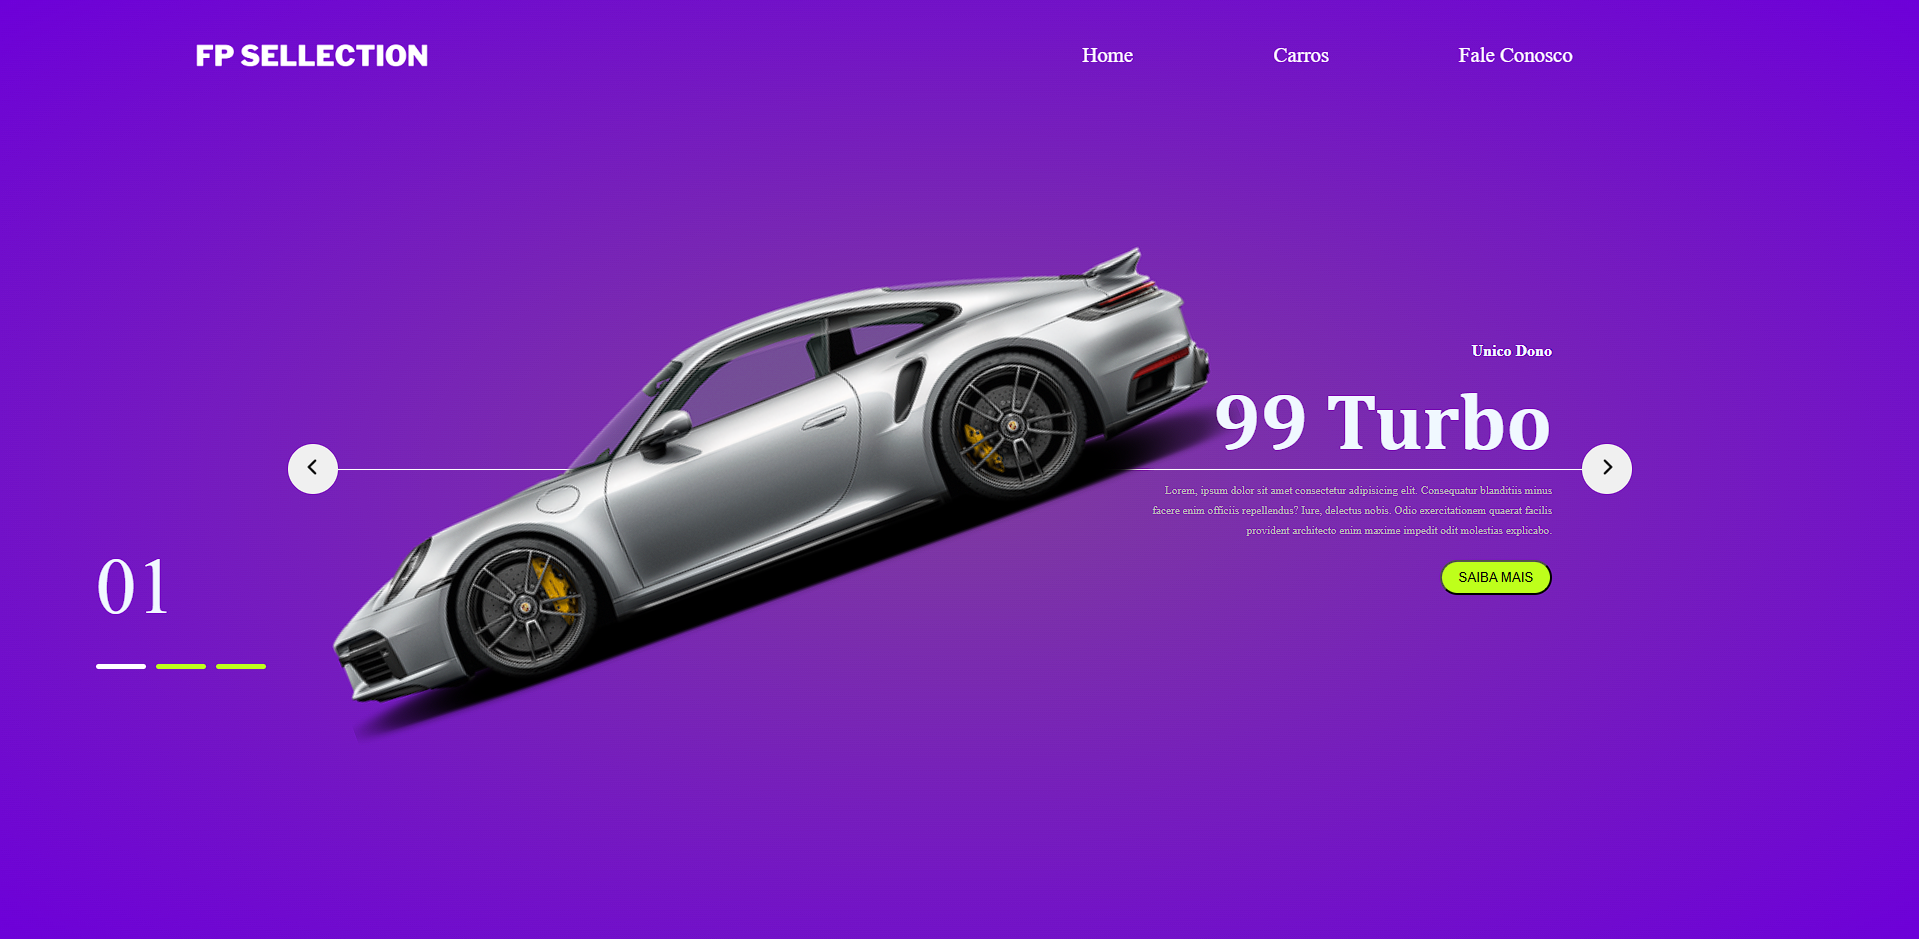 FP SELLECTION
Home
Carros
Fale Conosco
Unico Dono
99 Turbo
Lorem, ipsum dolor sit amet consectetur adipisicing elit. Consequatur blanditiis minus
facere enim officiis repellendus? Iure, delectus nobis. Odio exercitationem quaerat facilis
provident architecto enim maxime impedit odit molestias explicabo.
SAIBA MAIS
01